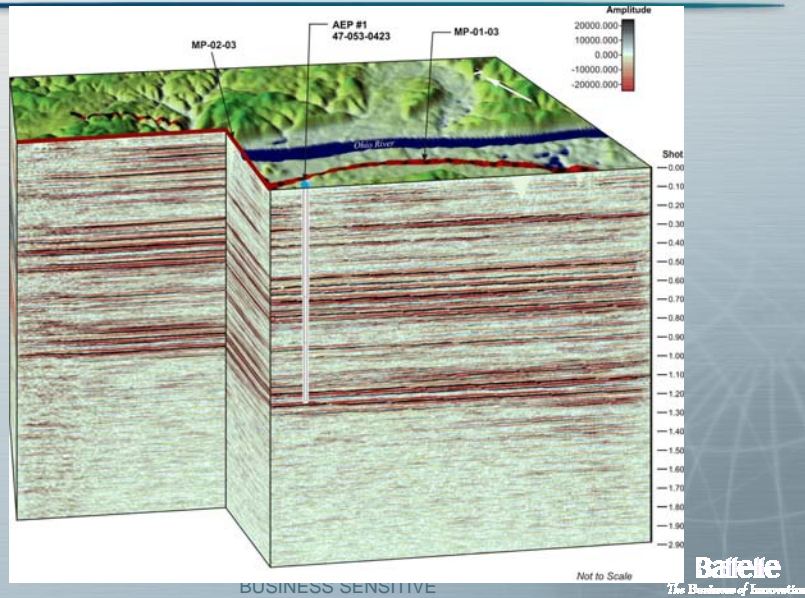 Amplitude
20000.000
10000.000
0.000
-10000.000
-20000.000
AEP #1
47-053-0423
MP-01-03
MP-02-03
Ohio River
Shot
0.00
0.10
0.20
0.30
0.40
0.50
0.60
0.70
0.80
0.90
1.00
1.10
1.20
1.30
1.40
1.50
1.60
1.70
1.80
1.90
2.90
Not to Scale
BUSINESS SENSITIVE
Battelle
The Business of Innovation